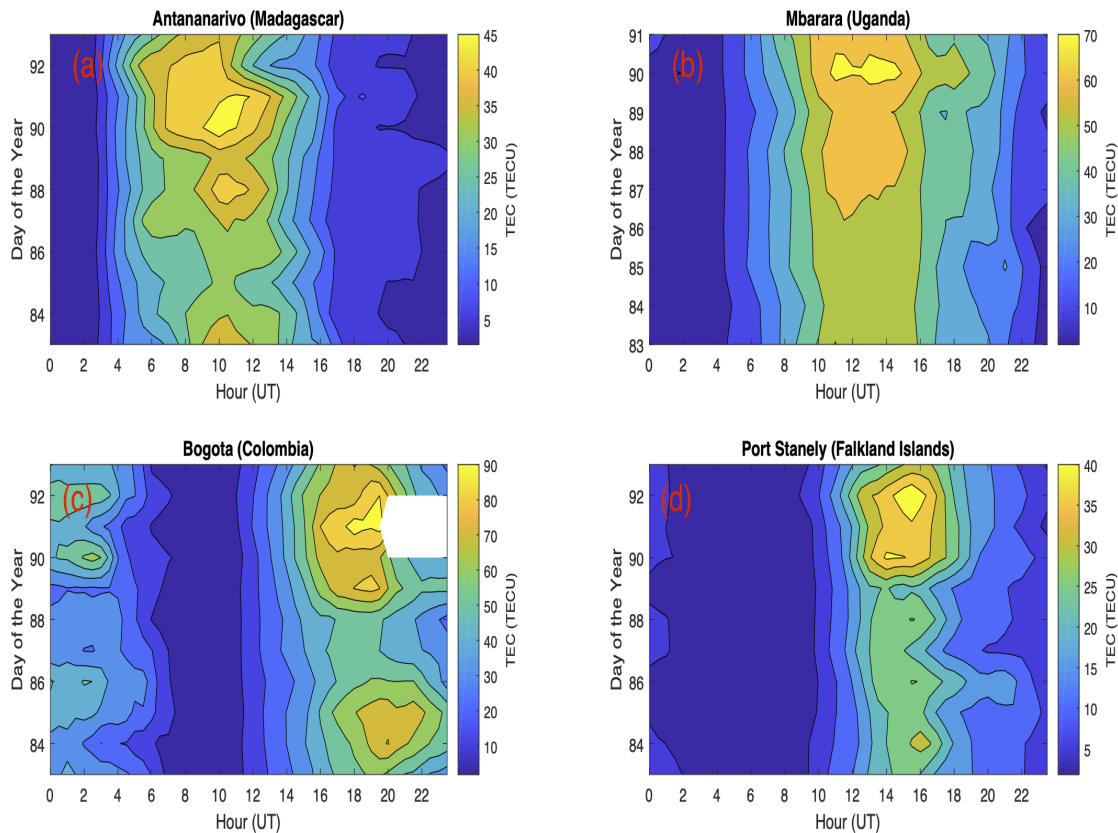 Antananarivo (Madagascar)
(a)
Day of the Year
92
90
88
86
84
0 2 4 6 8 10 12 14 16 18 20 22
Hour (UT)
45
40
35
30
25
20
15
10
5
TEC (TECU)
Mbarara (Uganda)
(b)
Day of the Year
91
90
89
88
87
86
85
84
83
0 2 4 6 8 10 12 14 16 18 20 22
Hour (UT)
70
60
50
40
30
20
10
TEC (TECU)
Bogota (Colombia)
(c)
Day of the Year
92
90
88
86
84
0 2 4 6 8 10 12 14 16 18 20 22
Hour (UT)
90
80
70
60
50
40
30
20
10
TEC (TECU)
Port Stanely (Falkland Islands)
(d)
Day of the Year
92
90
88
86
84
0 2 4 6 8 10 12 14 16 18 20 22
Hour (UT)
40
35
30
25
20
15
10
5
TEC (TECU)